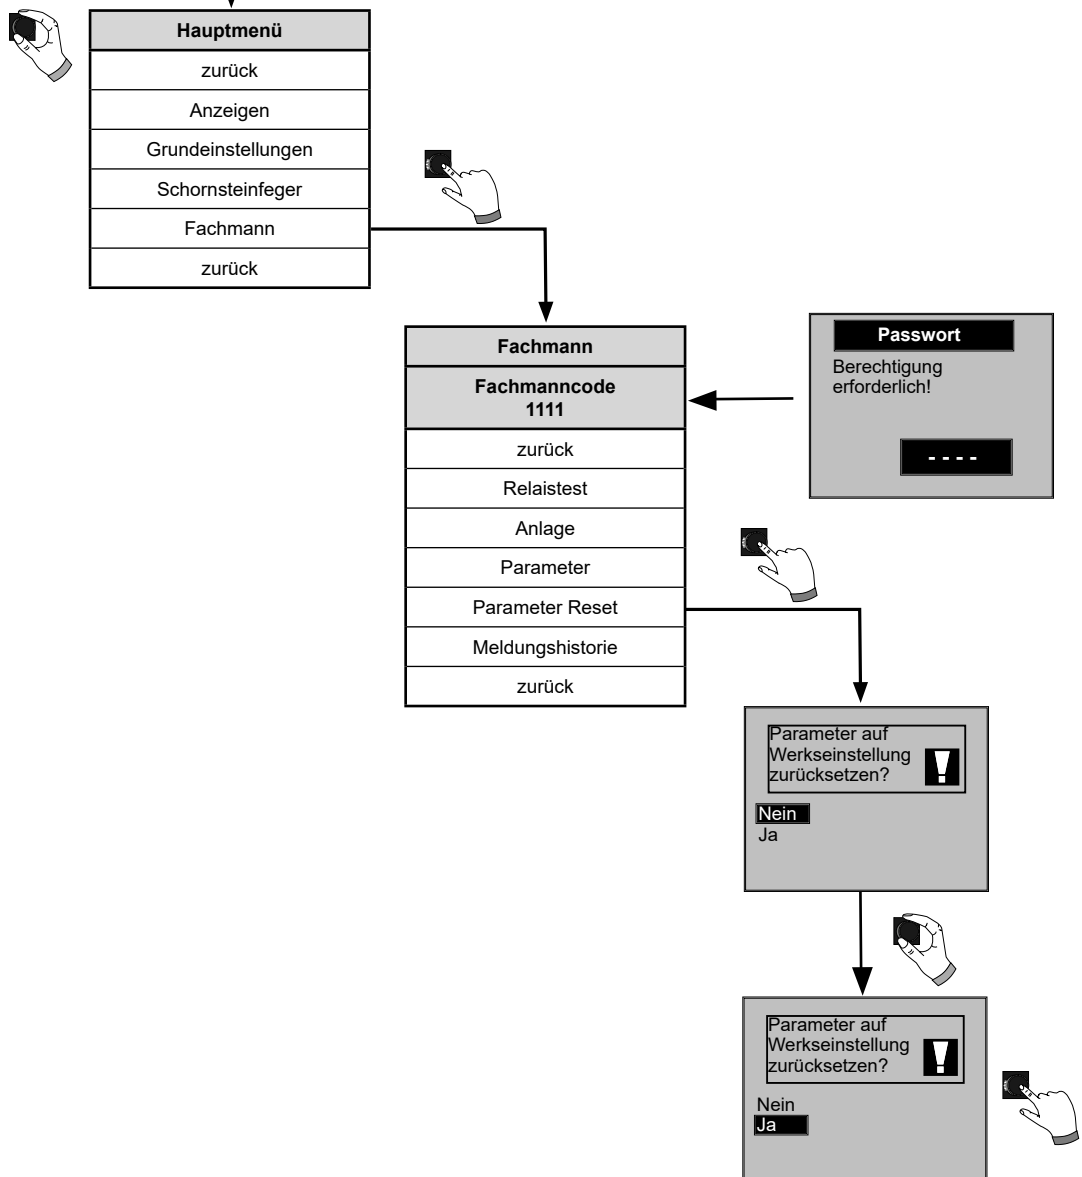 Hauptmenü
zurück
Anzeigen
Grundeinstellungen
Schornsteinfeger
Fachmann
zurück
Fachmann
Fachmanncode
1111
zurück
Relaistest
Anlage
Parameter
Parameter Reset
Meldungshistorie
zurück
Passwort
Berechtigung
erforderlich!
- - - -
Parameter auf
Werkseinstellung
zurücksetzen?
!
Nein
Ja
Parameter auf
Werkseinstellung
zurücksetzen?
!
Nein
Ja